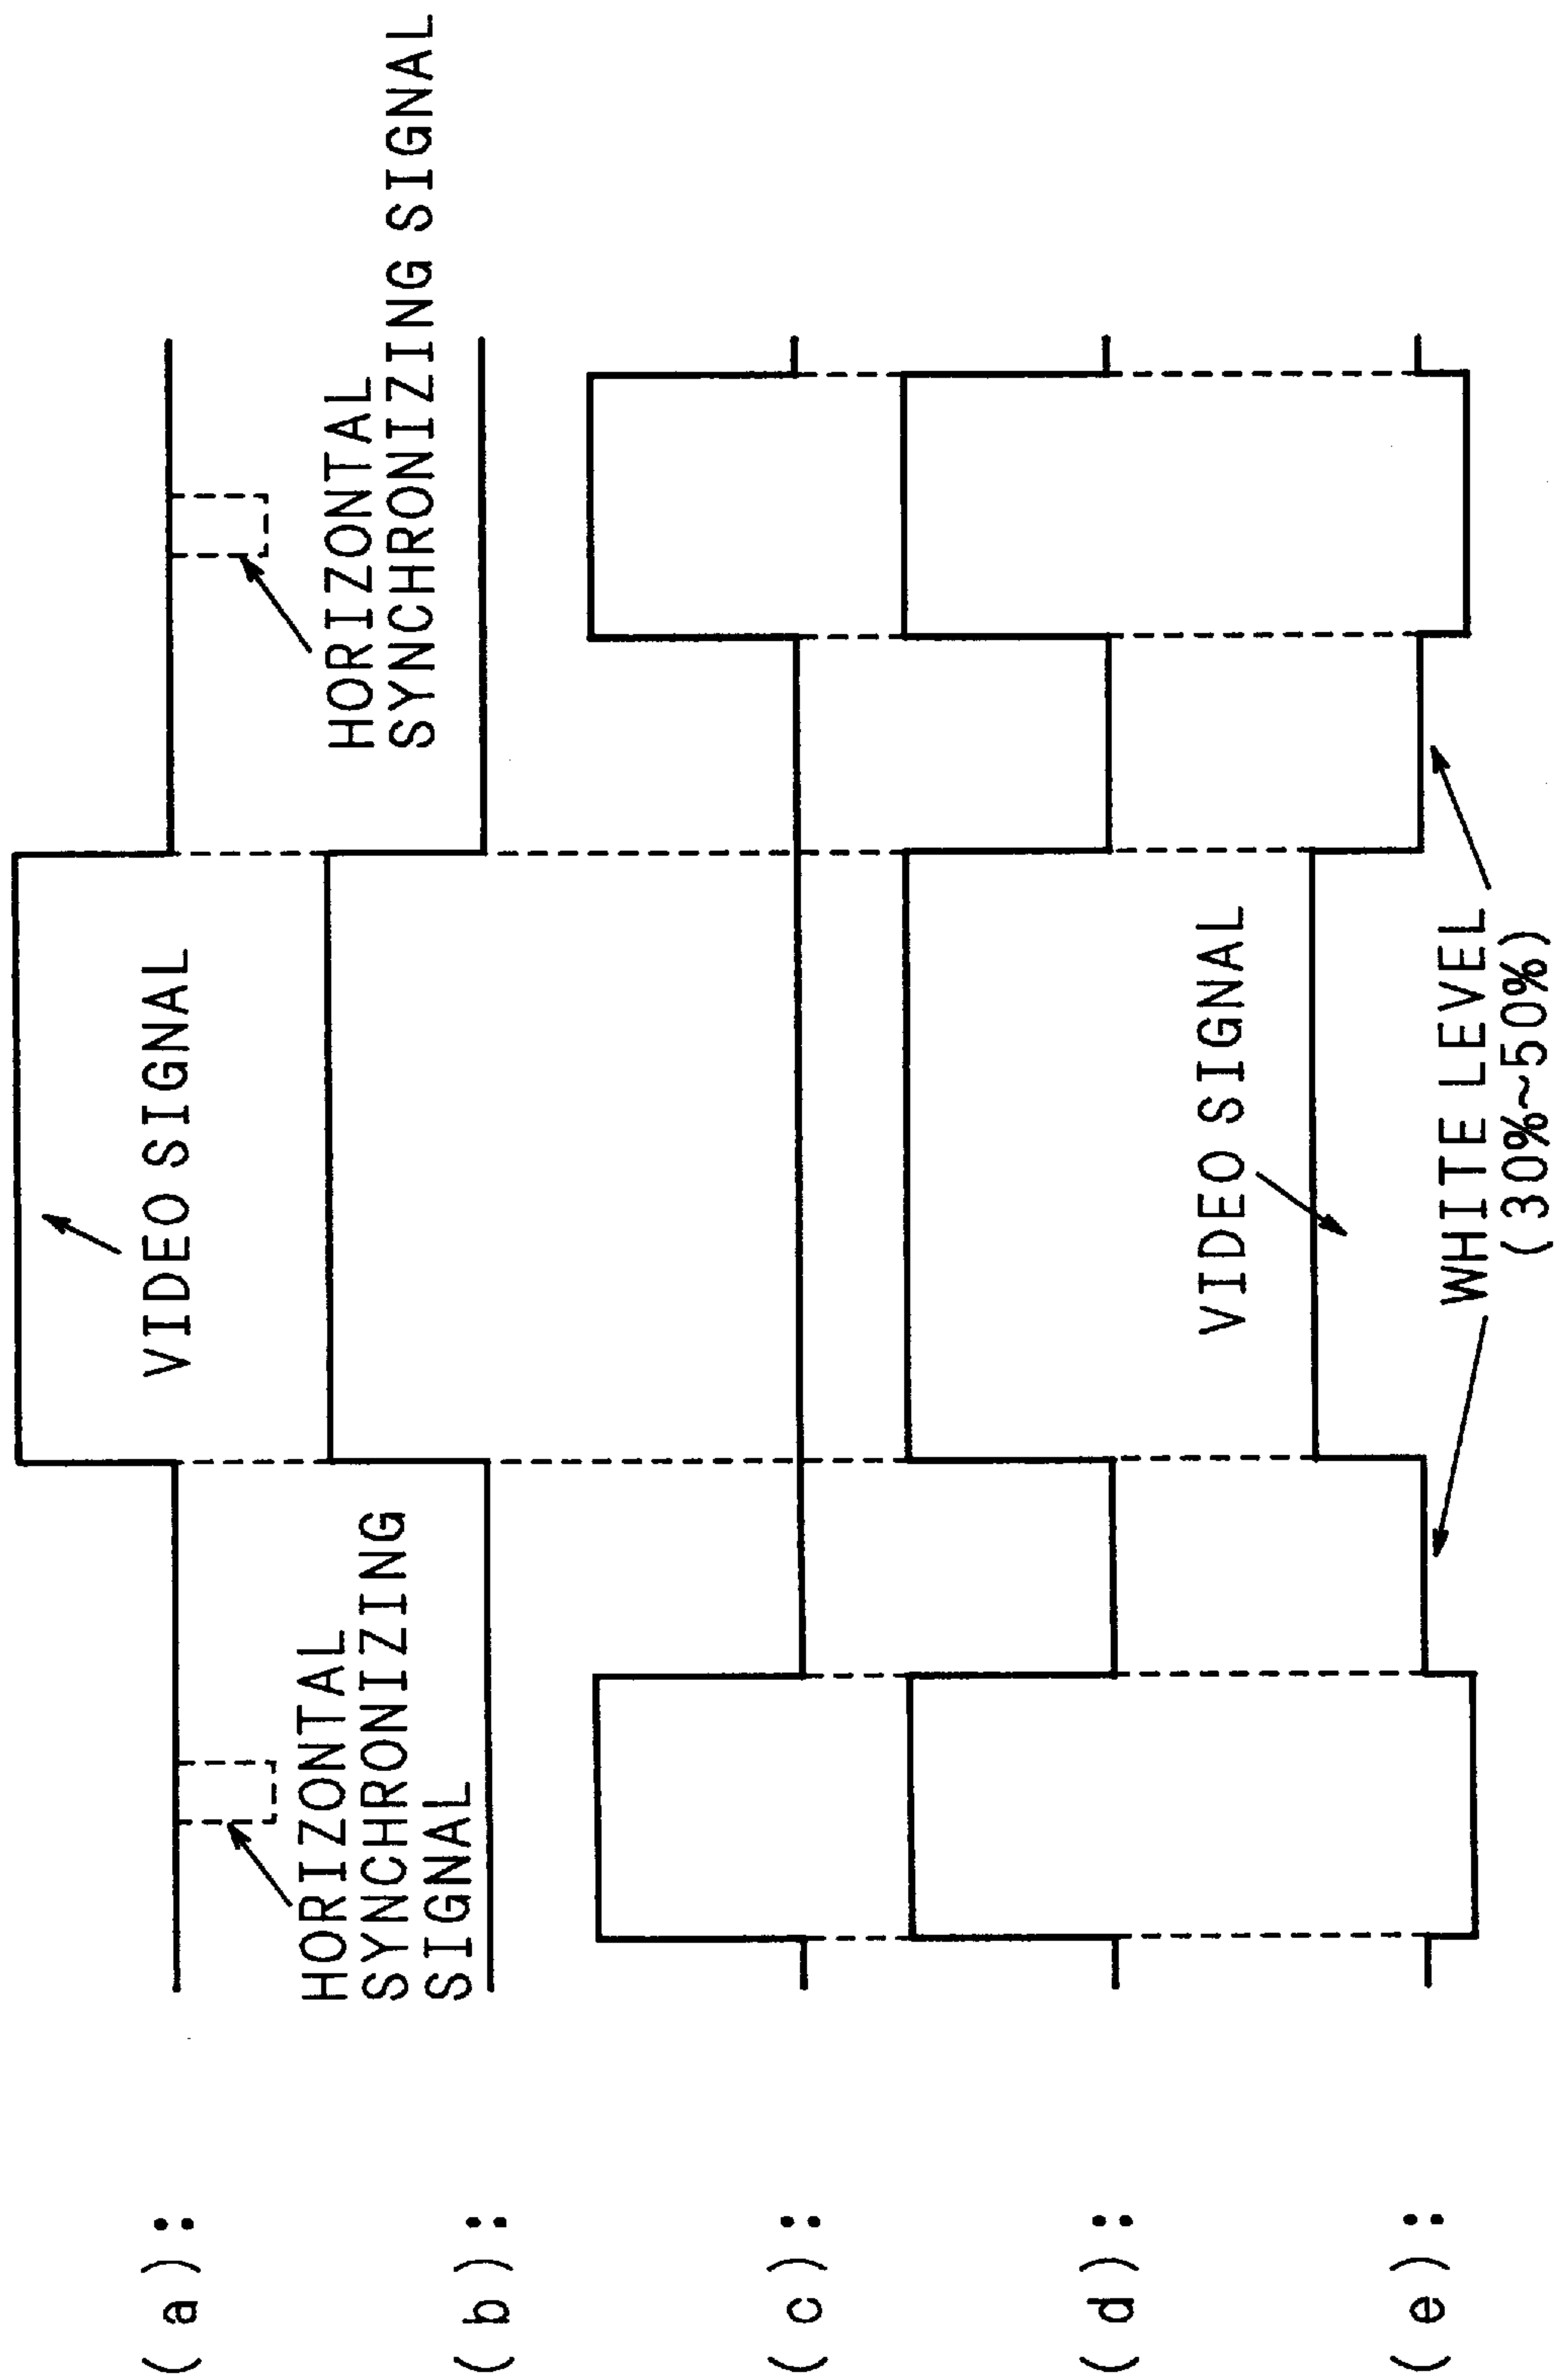 (a):
VIDEO SIGNAL
HORIZONTAL
SYNCHRONIZING
SIGNAL
HORIZONTAL
SYNCHRONIZING SIGNAL
(b):
(c):
(d):
VIDEO SIGNAL
(e):
WHITE LEVEL
(30%~50%)